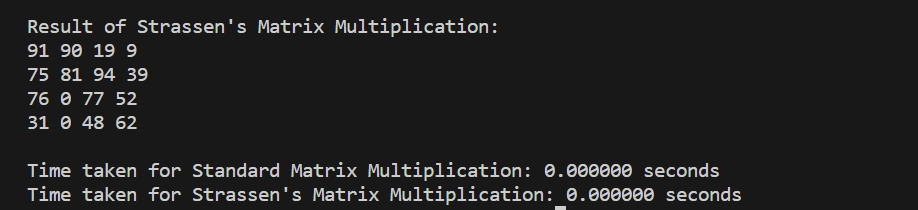 Result of Strassen's Matrix Multiplication:
91 90 19 9
75 81 94 39
76 0 77 52
31 0 48 62
Time taken for Standard Matrix Multiplication: 0.000000 seconds
Time taken for Strassen's Matrix Multiplication: 0.000000 seconds